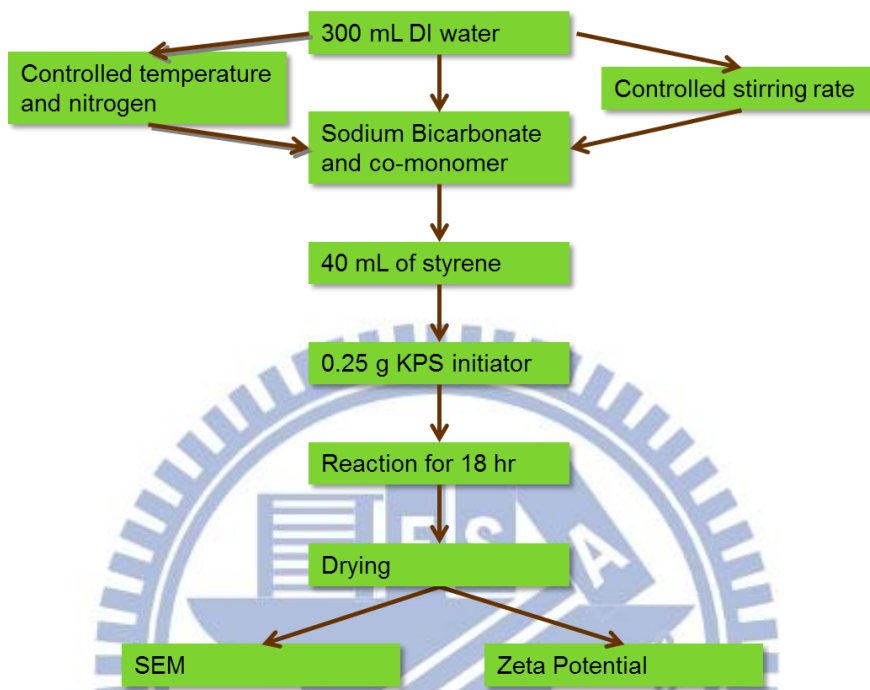 300 mL DI water
Controlled temperature
and nitrogen
Controlled stirring rate
Sodium Bicarbonate
and co-monomer
40 mL of styrene
0.25 g KPS initiator
Reaction for 18 hr
E S A
Drying
SEM
Zeta Potential